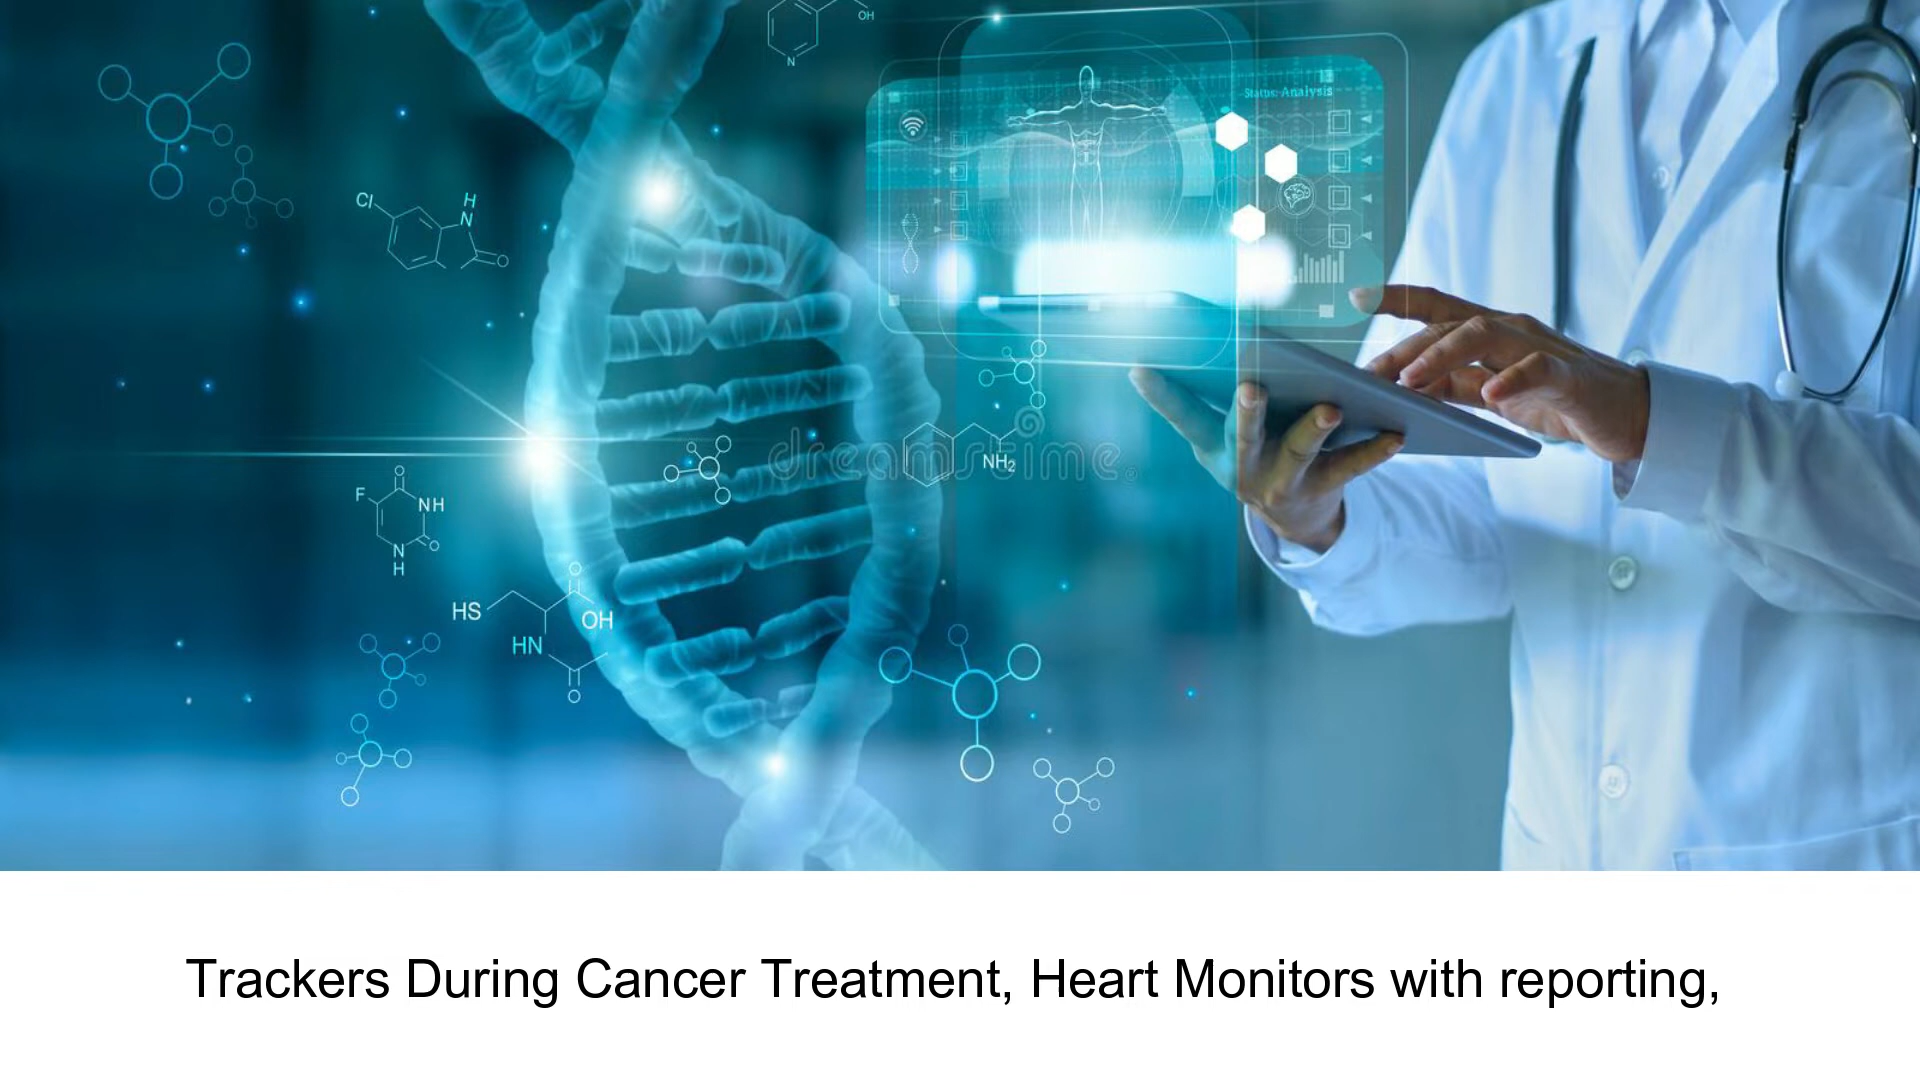 OH
N
Status: Analysis
Cl
H
N
O
dreamstime.
NH₂
F
O
NH
N
O
H
O
HS
OH
HN
O
Trackers During Cancer Treatment, Heart Monitors with reporting,